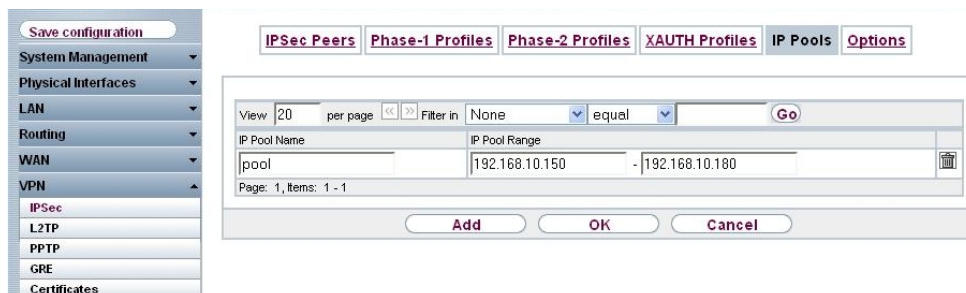 Save configuration
System Management
Physical Interfaces
LAN
Routing
WAN
VPN
IPSec
L2TP
PPTP
GRE
Certificates
IPSec Peers Phase-1 Profiles Phase-2 Profiles XAUTH Profiles IP Pools Options
View 20 per page << >> Filter in None equal Go
IP Pool Name IP Pool Range
pool 192.168.10.150 - 192.168.10.180
Page: 1, Items: 1 - 1
Add OK Cancel